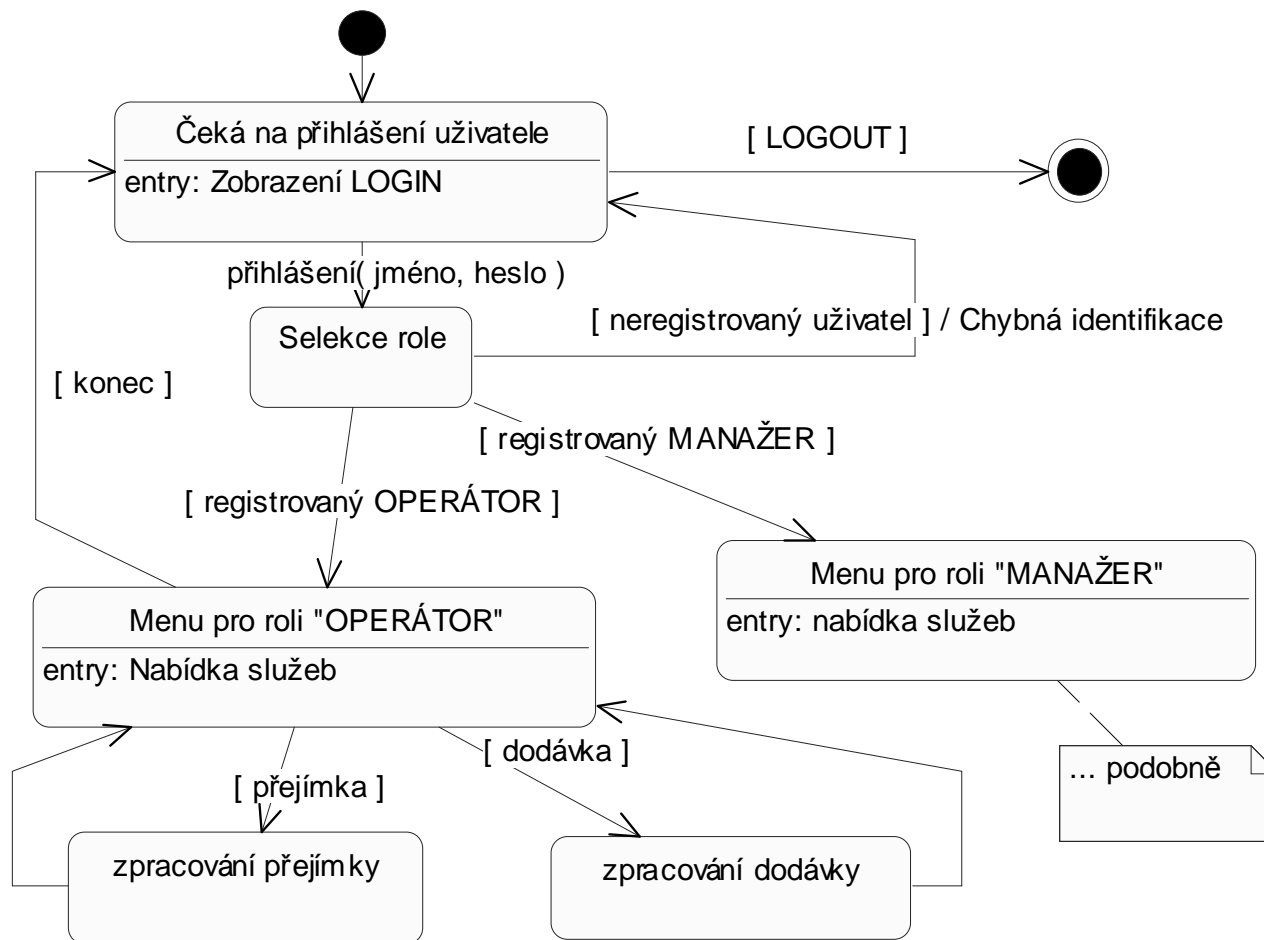 Čeká na přihlášení uživatele
[ LOGOUT ]
entry: Zobrazení LOGIN
přihlášení( jméno, heslo )
[ neregistrovaný uživatel ] / Chybná identifikace
Selekce role
[ konec ]
[ registrovaný MANAŽER ]
[ registrovaný OPERÁTOR ]
Menu pro roli "MANAŽER"
entry: nabídka služeb
Menu pro roli "OPERÁTOR"
entry: Nabídka služeb
[ dodávka ]
... podobně
[ přejímka ]
zpracování přejímky
zpracování dodávky